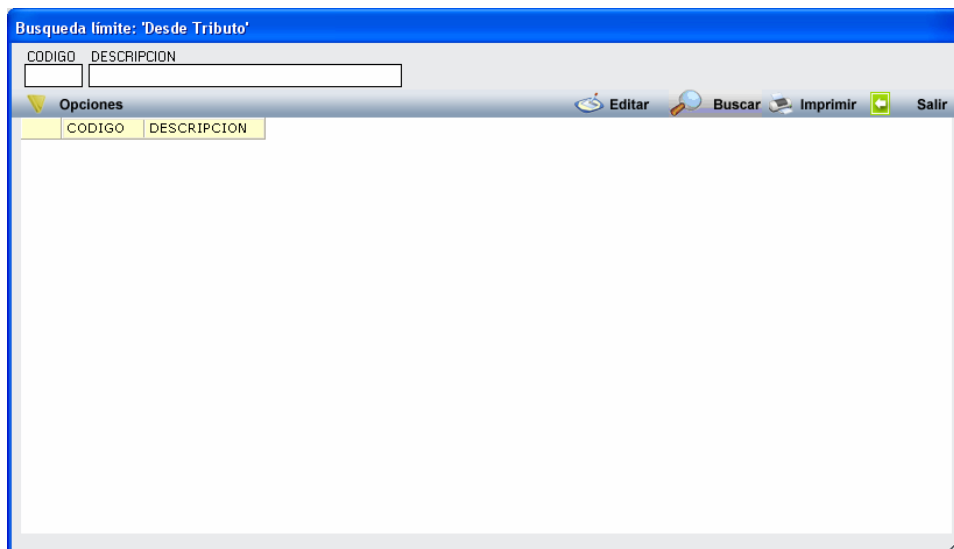 Busqueda límite: 'Desde Tributo'
CODIGO DESCRIPCION
Opciones Editar Buscar Imprimir Salir
CODIGO DESCRIPCION